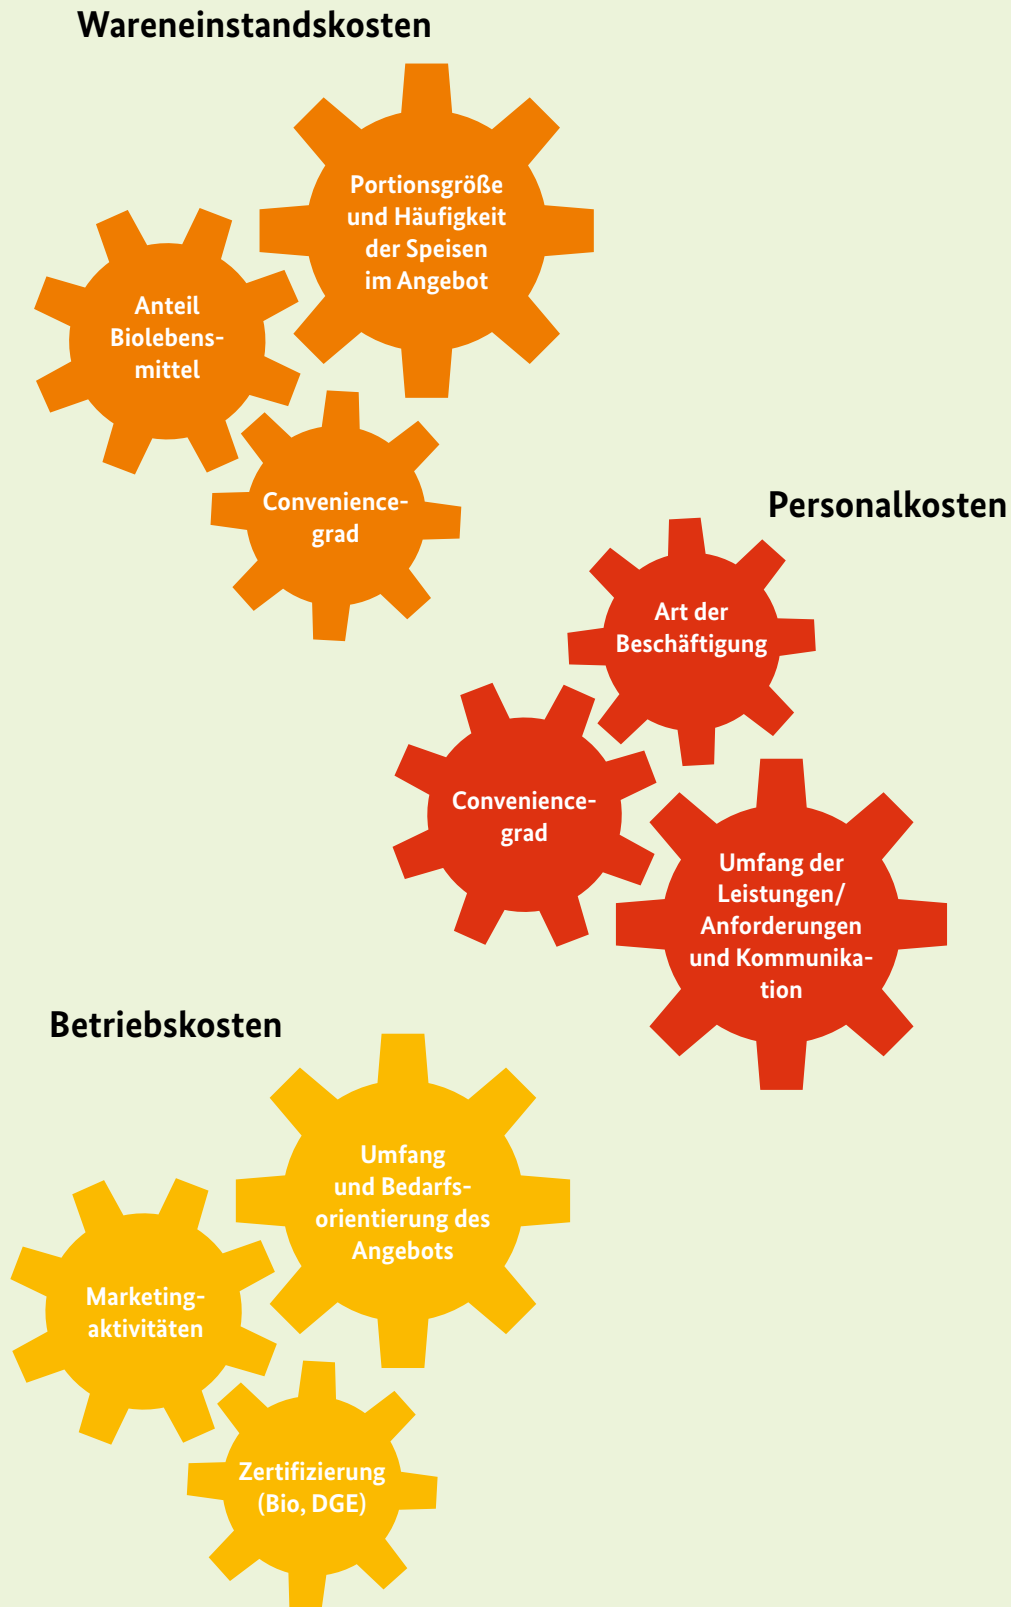 Wareneinstandskosten
Portionsgröße
und Häufigkeit
der Speisen
im Angebot
Anteil
Biolebens-
mittel
Convenience-
grad
Personalkosten
Art der
Beschäftigung
Convenience-
grad
Umfang der
Leistungen/
Anforderungen
und Kommunika-
tion
Betriebskosten
Umfang
und Bedarfs-
orientierung des
Angebots
Marketing-
aktivitäten
Zertifizierung
(Bio, DGE)